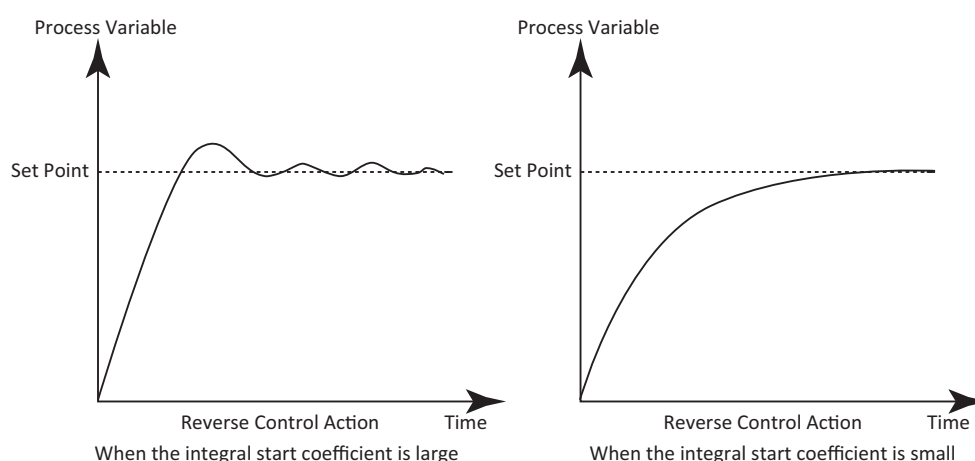 Process Variable
Set Point
Reverse Control Action
Time
When the integral start coefficient is large
Process Variable
Set Point
Reverse Control Action
Time
When the integral start coefficient is small